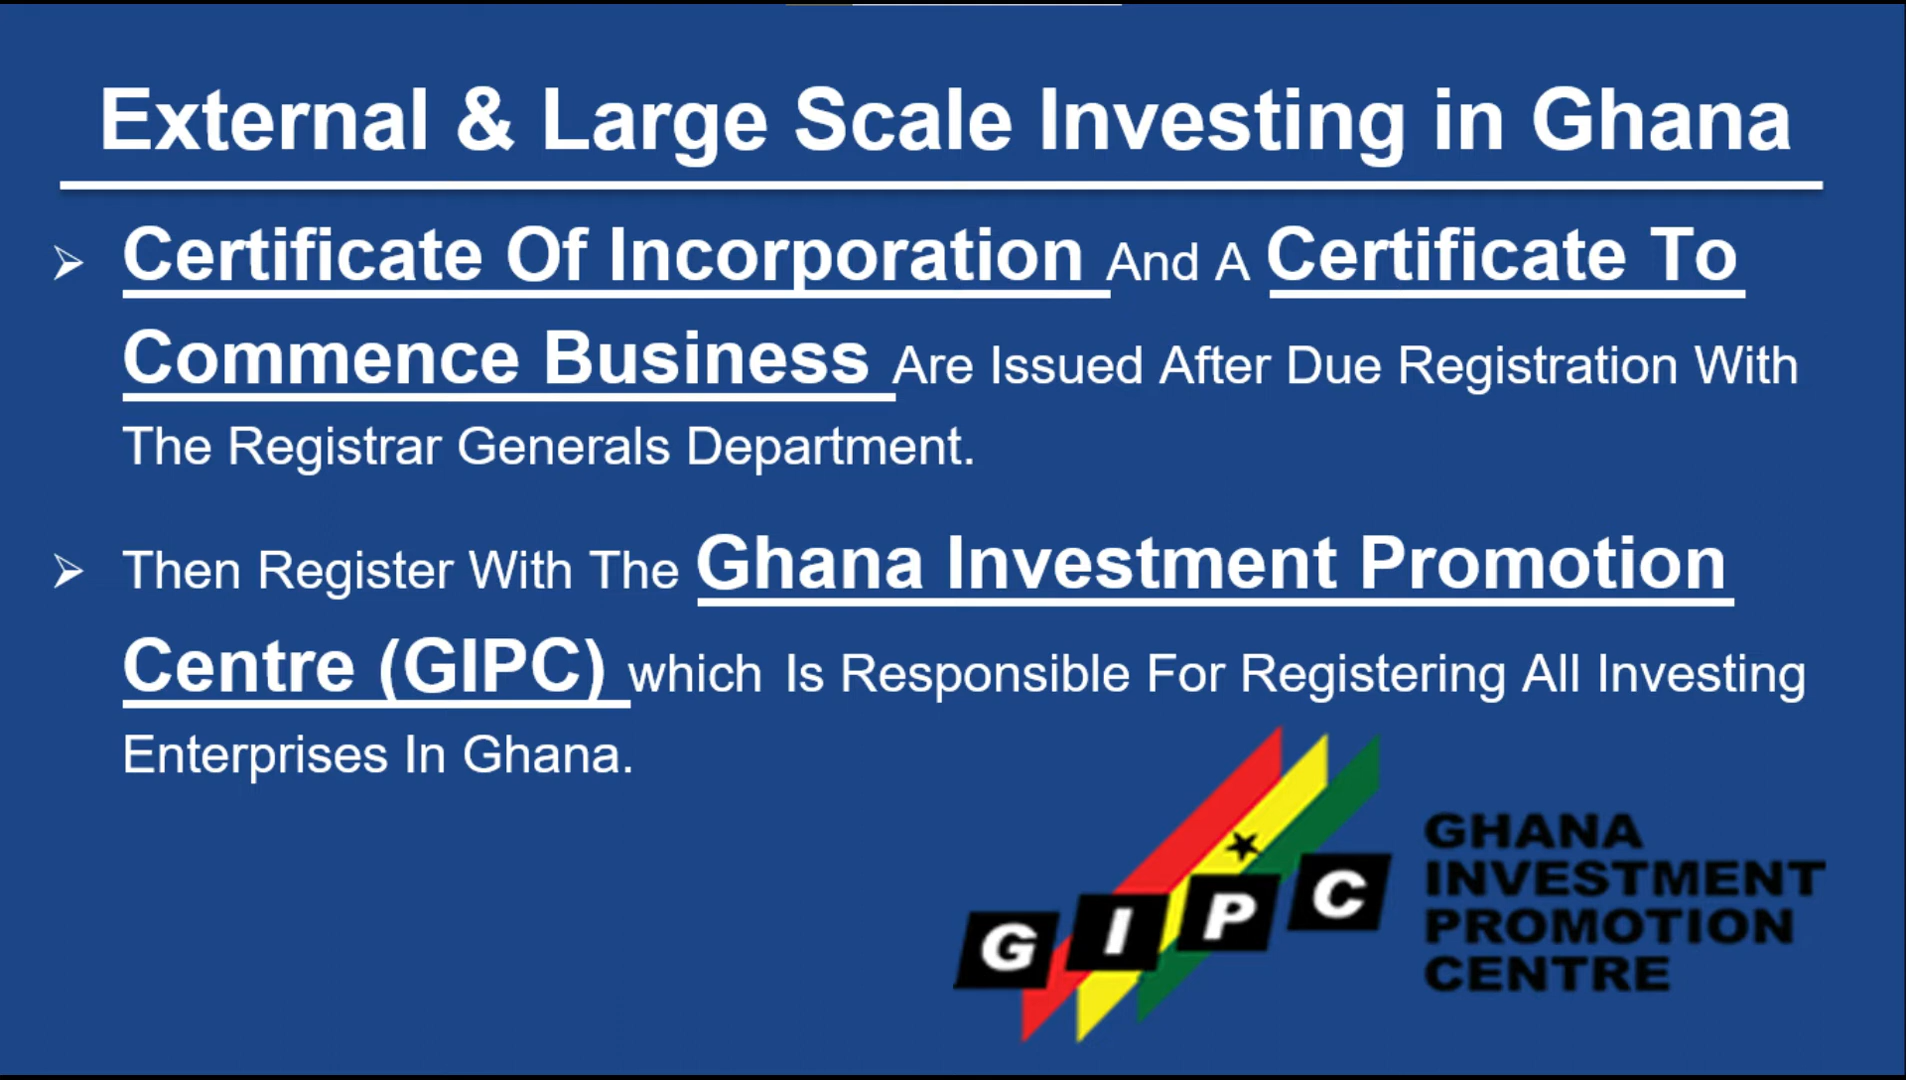 External & Large Scale Investing in Ghana
➢ Certificate Of Incorporation And A Certificate To
Commence Business Are Issued After Due Registration With
The Registrar Generals Department.
➢ Then Register With The Ghana Investment Promotion
Centre (GIPC) which Is Responsible For Registering All Investing
Enterprises In Ghana.
GIPC
GHANA
INVESTMENT
PROMOTION
CENTRE